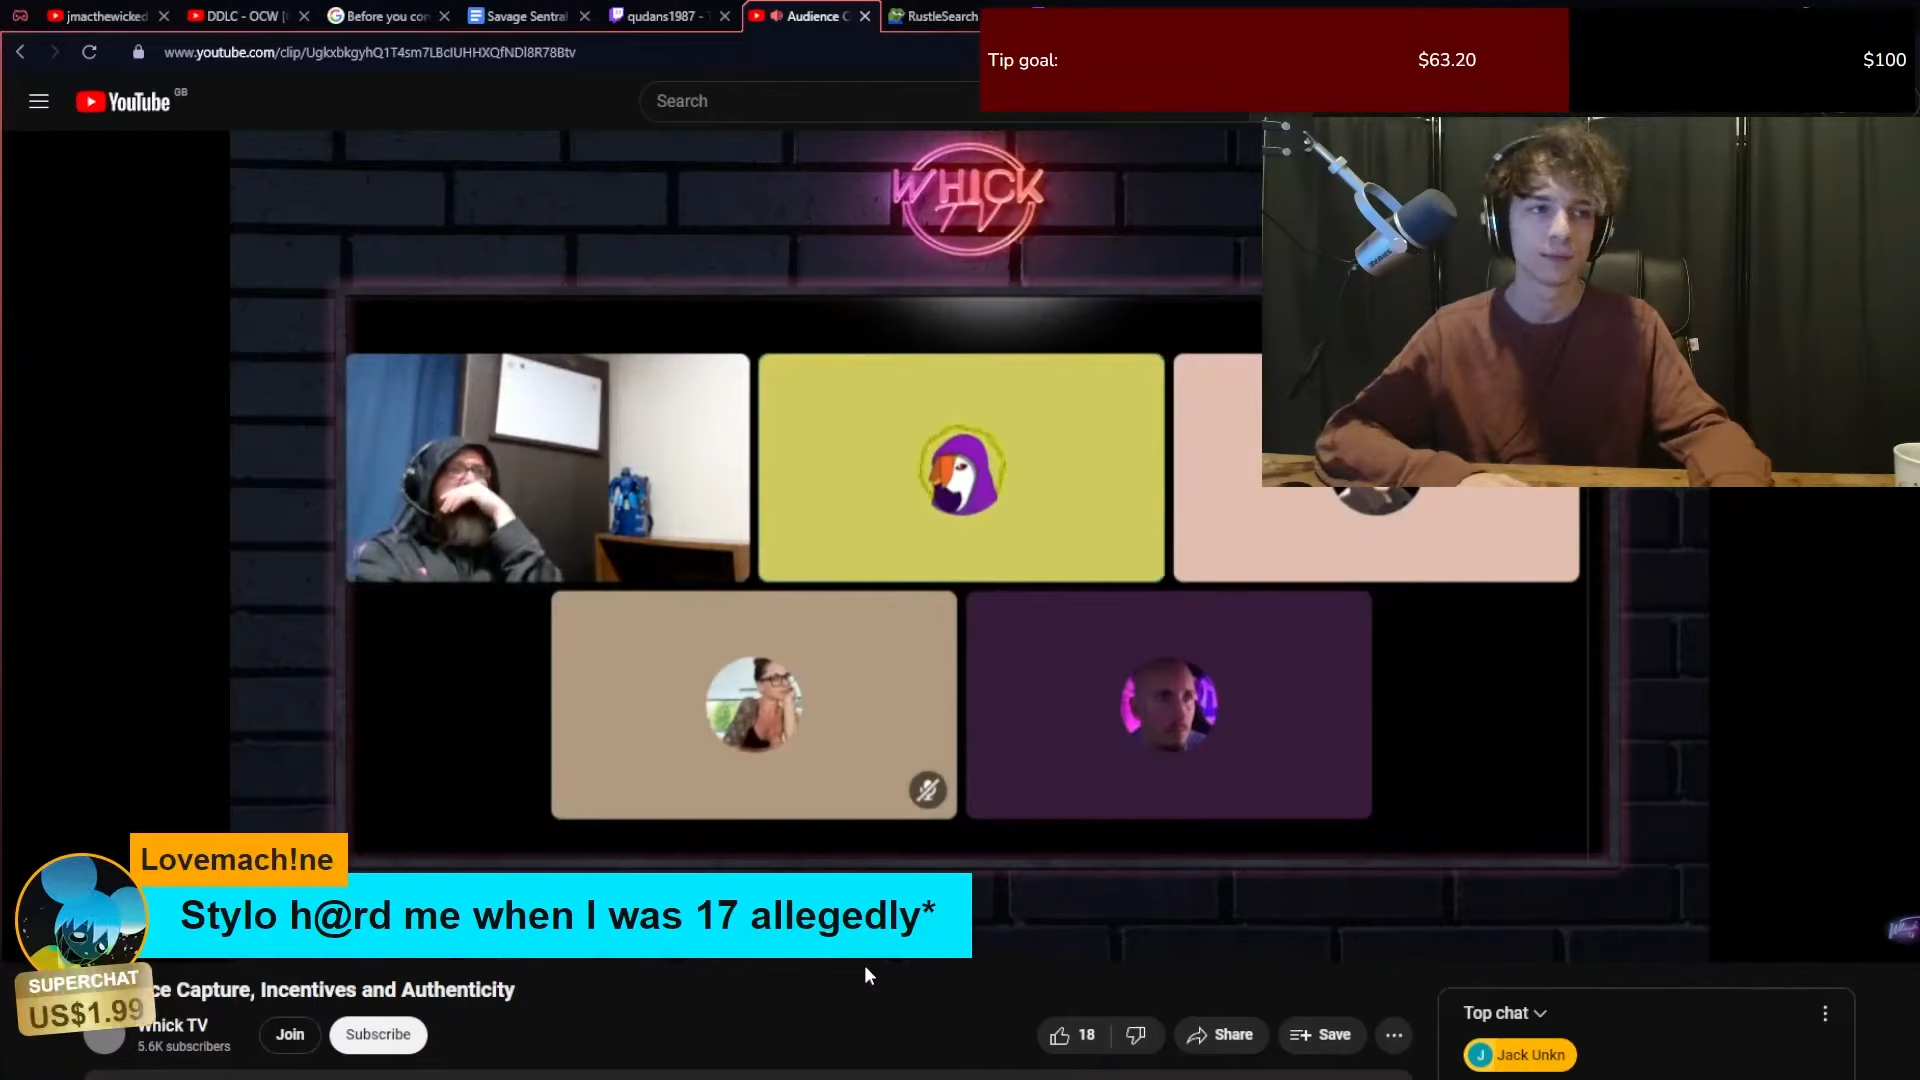 jmacthewicked
DDLC - OCW [
Before you con
Savage Sentral
qudans1987 - T
Audience C
RustleSearch
www.youtube.com/clip/UgkxbkgyhQ1T4sm7LBcIUHHXQfNDl8R78Btv
Tip goal:
$63.20
$100
YouTube GB
Search
WHICK
TV
Lovemach!ne
Stylo h@rd me when I was 17 allegedly*
SUPERCHAT
US$1.99
ce Capture, Incentives and Authenticity
Whick TV
5.6K subscribers
Join
Subscribe
18
Share
Save
Top chat
J Jack Unkn